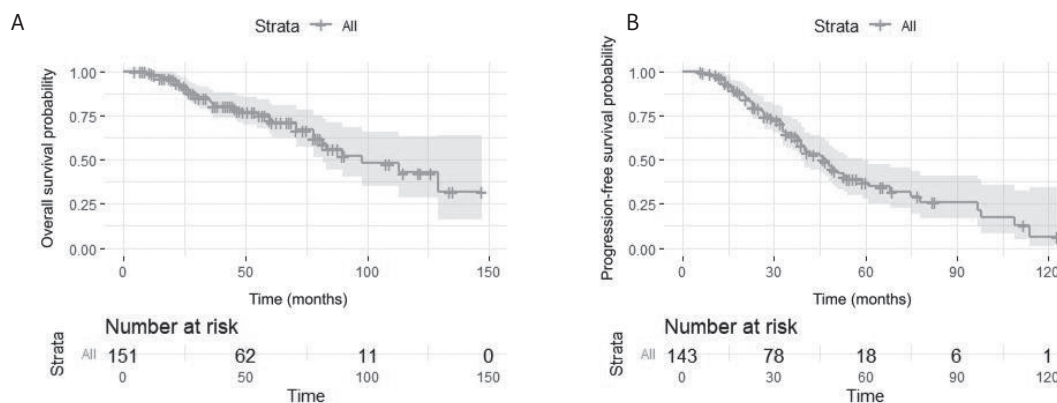 A
Strata All
Overall survival probability
1.00
0.75
0.50
0.25
0.00
0 50 100 150
Time (months)
Number at risk
Strata
All 151 62 11 0
0 50 100 150
Time
B
Strata All
Progression-free survival probability
1.00
0.75
0.50
0.25
0.00
0 30 60 90 120
Time (months)
Number at risk
Strata
All 143 78 18 6 1
0 30 60 90 120
Time